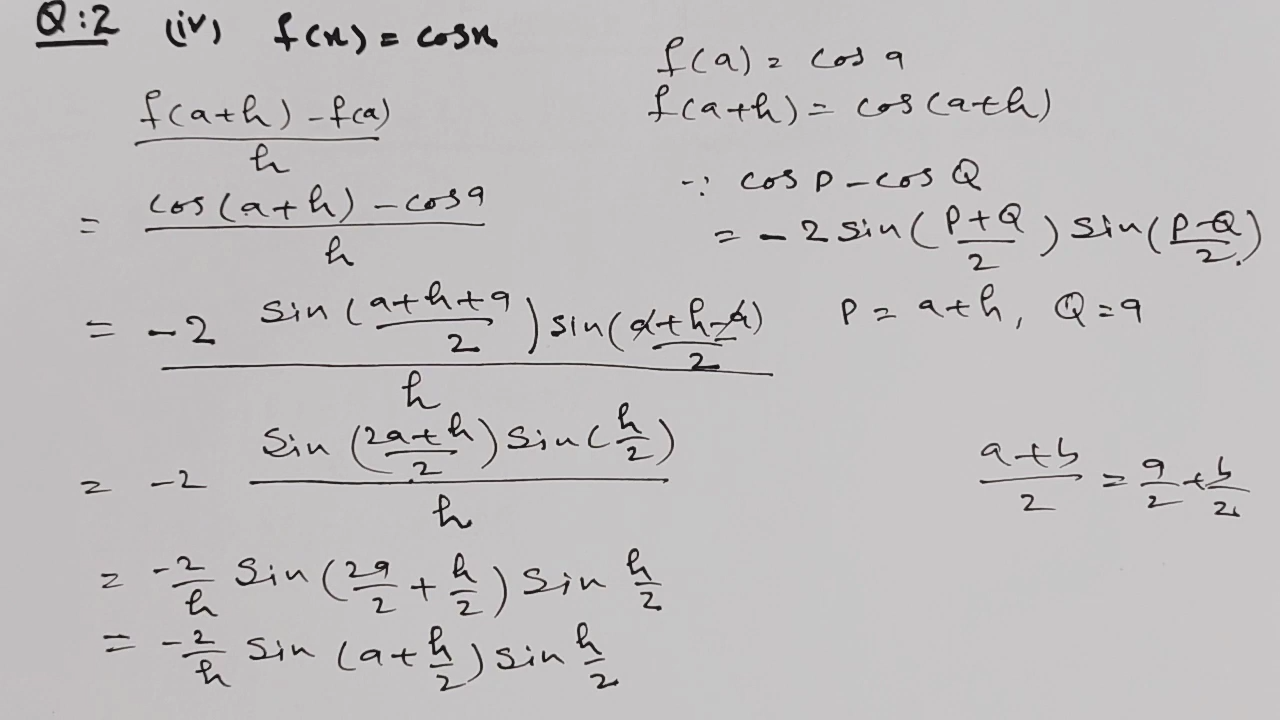 Q:2 (iv) f(x) = cosx
f(a+h) - f(a) / h
= cos(a+h) - cos a / h
= -2 sin(a+h+a / 2) sin(a+h-a / 2) / h
= -2 sin(2a+h / 2) sin(h/2) / h
= -2/h sin(2a/2 + h/2) sin h/2
= -2/h sin(a+h/2) sin h/2
f(a) = cos a
f(a+h) = cos(a+h)
∵ cos P - cos Q
= -2 sin(P+Q / 2) sin(P-Q / 2)
P = a+h, Q = a
a+b / 2 = a/2 + b/2